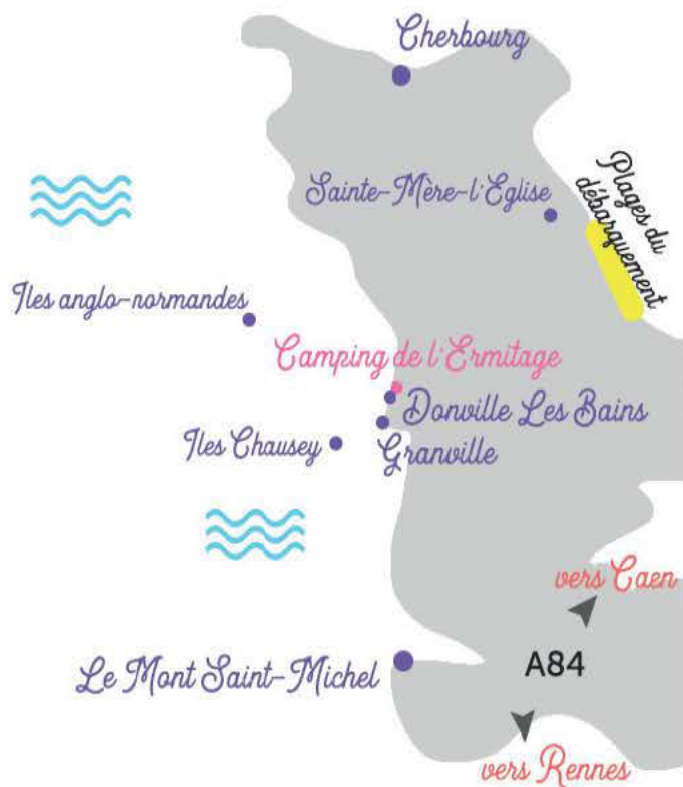 Cherbourg
Sainte-Mère-l'Eglise
Plages du
débarquement
Iles anglo-normandes
Camping de l'Ermitage
Donville Les Bains
Granville
Iles Chausey
vers Caen
A84
Le Mont Saint-Michel
vers Rennes